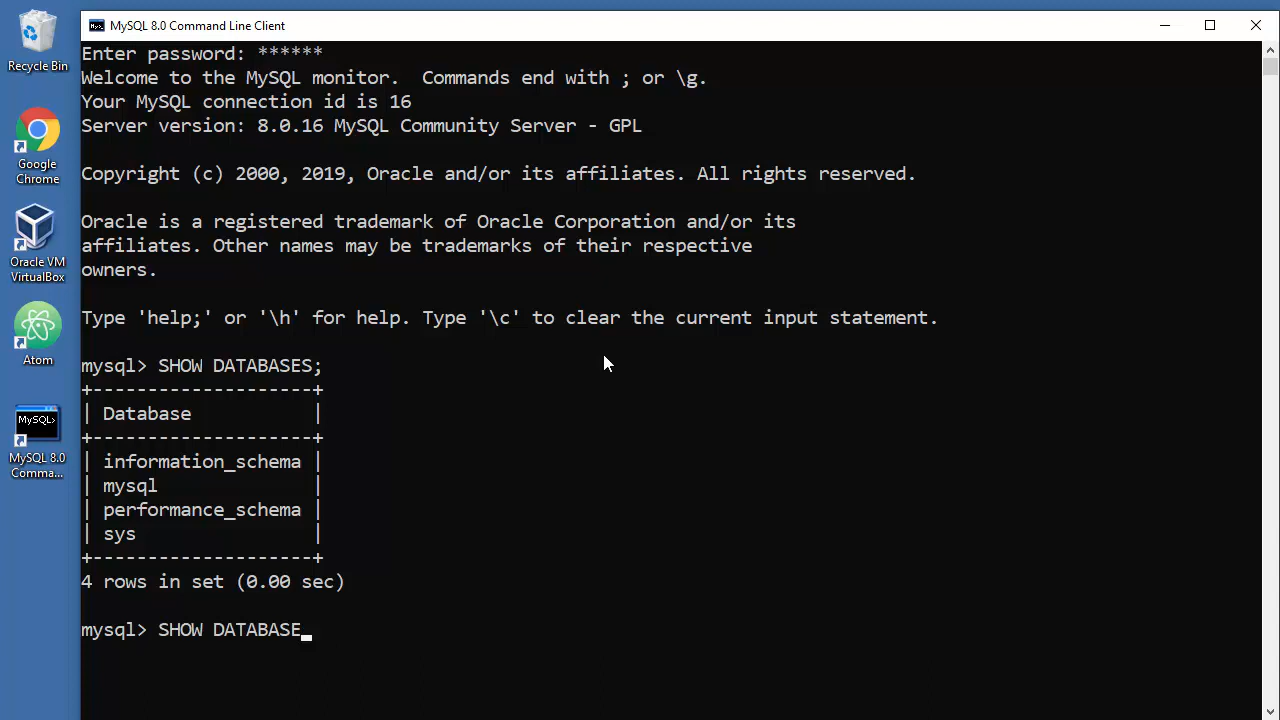 Recycle Bin
Google
Chrome
Oracle VM
VirtualBox
Atom
MySQL>
MySQL 8.0
Comma...
MySQL 8.0 Command Line Client
Enter password: ******
Welcome to the MySQL monitor.  Commands end with ; or \g.
Your MySQL connection id is 16
Server version: 8.0.16 MySQL Community Server - GPL
Copyright (c) 2000, 2019, Oracle and/or its affiliates. All rights reserved.
Oracle is a registered trademark of Oracle Corporation and/or its
affiliates. Other names may be trademarks of their respective
owners.
Type 'help;' or '\h' for help. Type '\c' to clear the current input statement.
mysql> SHOW DATABASES;
+--------------------+
| Database           |
+--------------------+
| information_schema |
| mysql              |
| performance_schema |
| sys                |
+--------------------+
4 rows in set (0.00 sec)
mysql> SHOW DATABASE_